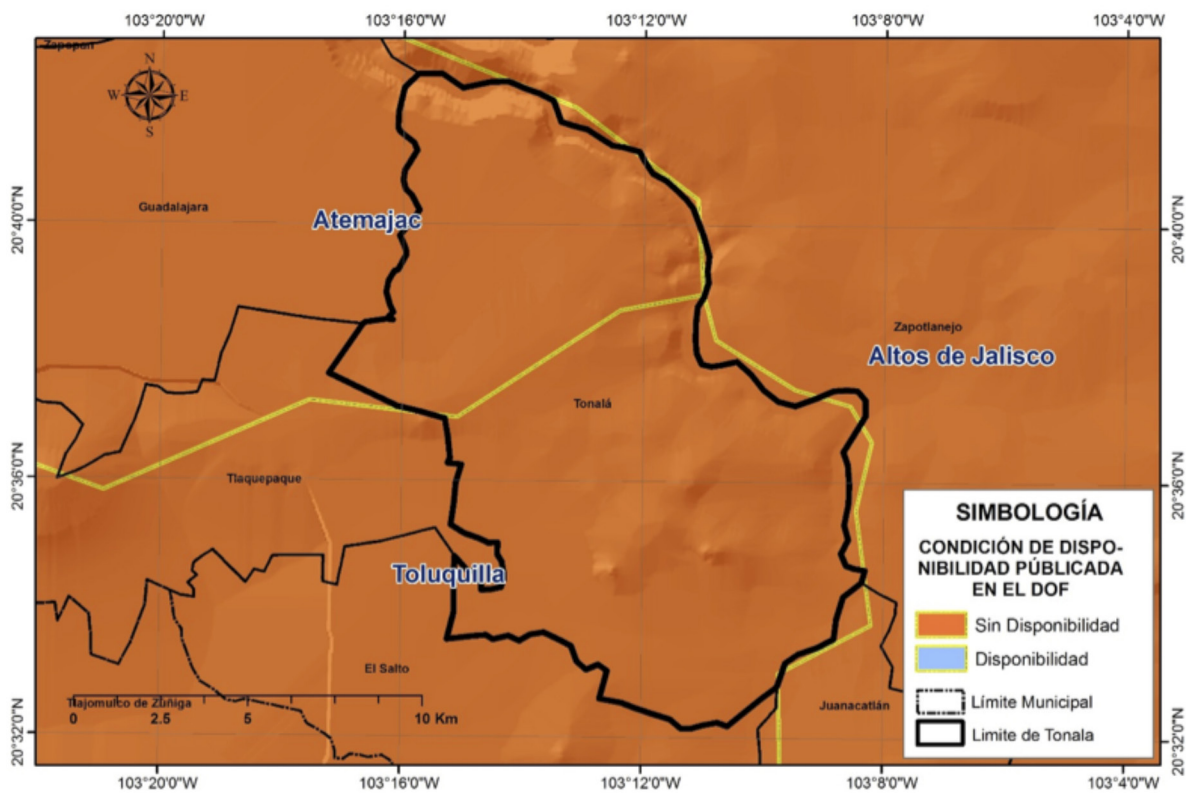 103°20'0"W 103°16'0"W 103°12'0"W 103°8'0"W 103°4'0"W
Zapopan
N
W E
S
20°40'0"N
20°40'0"N
Guadalajara
Atemajac
Zapotlanejo
Altos de Jalisco
Tonalá
Tlaquepaque
20°36'0"N
20°36'0"N
Toluquilla
El Salto
Juanacatlán
Tlajomulco de Zúñiga
0 2.5 5 10 Km
20°32'0"N
20°32'0"N
SIMBOLOGÍA
CONDICIÓN DE DISPO-
NIBILIDAD PÚBLICADA
EN EL DOF
Sin Disponibilidad
Disponibilidad
Límite Municipal
Limite de Tonala
103°20'0"W 103°16'0"W 103°12'0"W 103°8'0"W 103°4'0"W